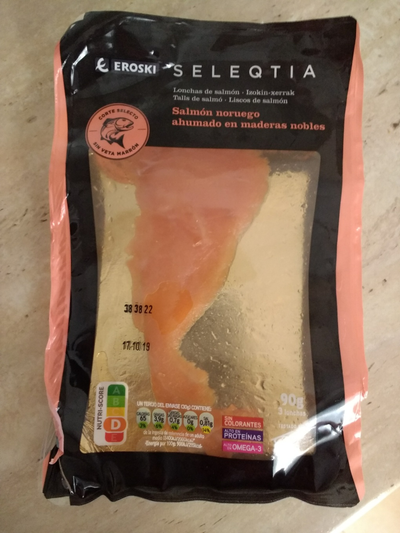 EROSKI SELEQTIA
Lonchas de salmón · Izokin-xerrak
Talls de salmó · Liscos de salmón
Salmón noruego
ahumado en maderas nobles
CORTE SELECTO
SIN VETA MARRÓN
38 38 22
17-10-19
90g
NUTRI-SCORE
A
B
D
SIN
COLORANTES
ALTO EN
PROTEÍNAS
OMEGA-3